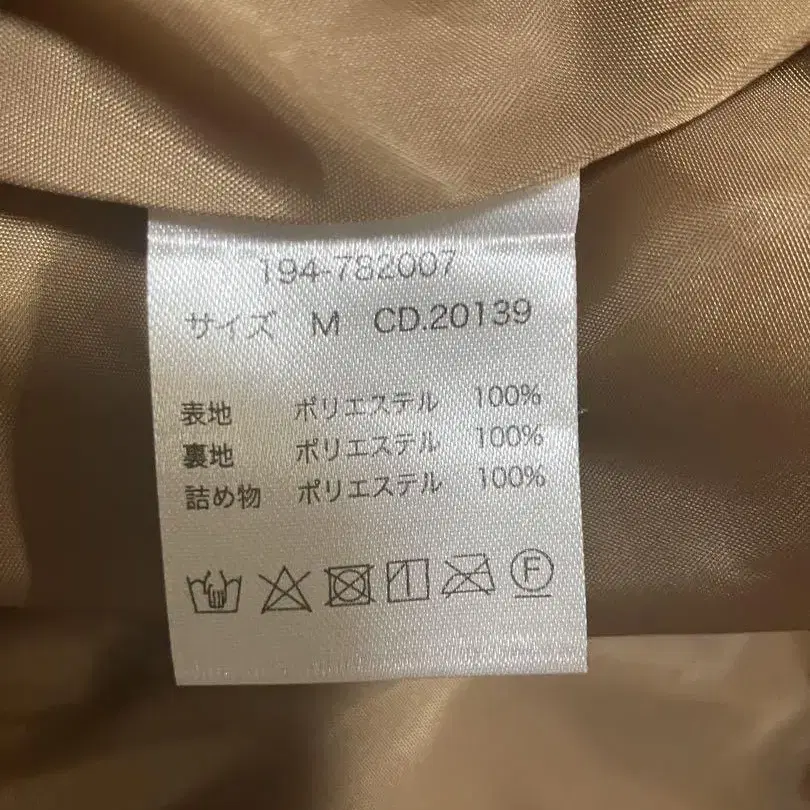 194-782007
サイズ M CD.20139
表地 ポリエステル 100%
裏地 ポリエステル 100%
詰め物 ポリエステル 100%
F